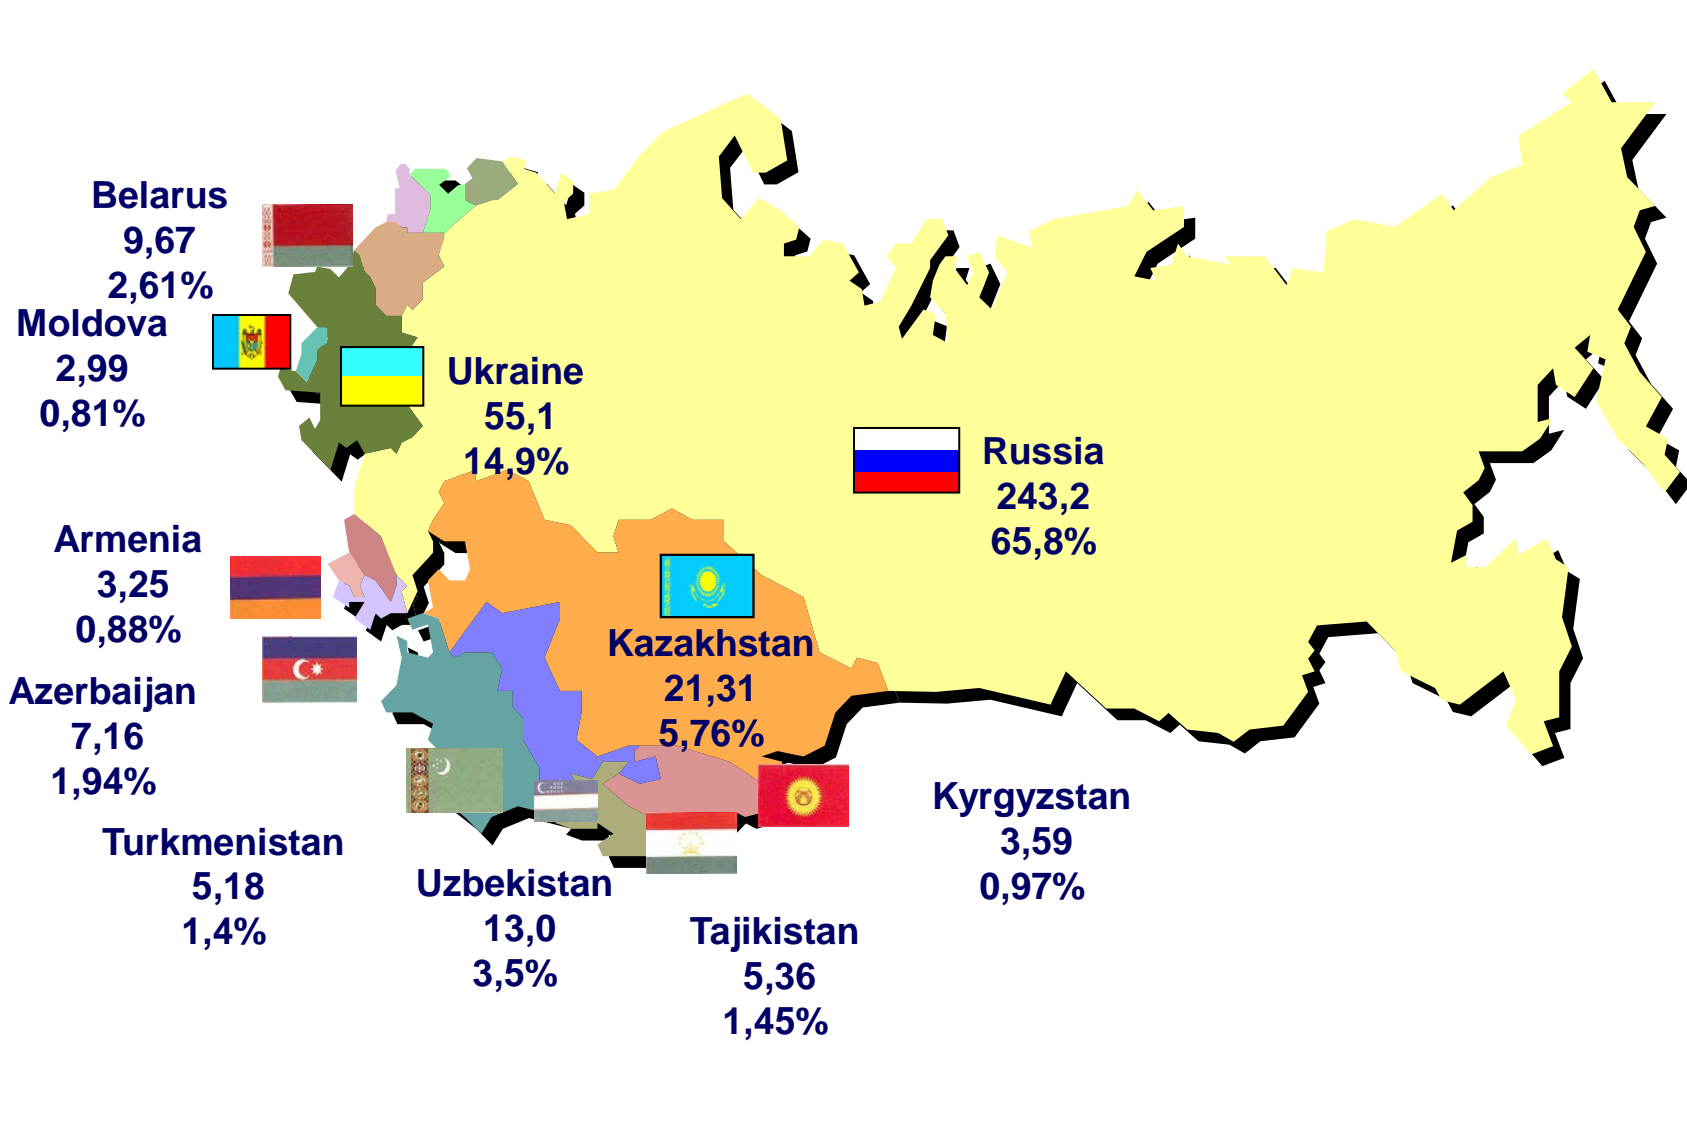 Belarus
9,67
2,61%
Moldova
2,99
0,81%
Ukraine
55,1
14,9%
Russia
243,2
65,8%
Armenia
3,25
0,88%
Kazakhstan
21,31
5,76%
Azerbaijan
7,16
1,94%
Kyrgyzstan
3,59
0,97%
Turkmenistan
5,18
1,4%
Uzbekistan
13,0
3,5%
Tajikistan
5,36
1,45%